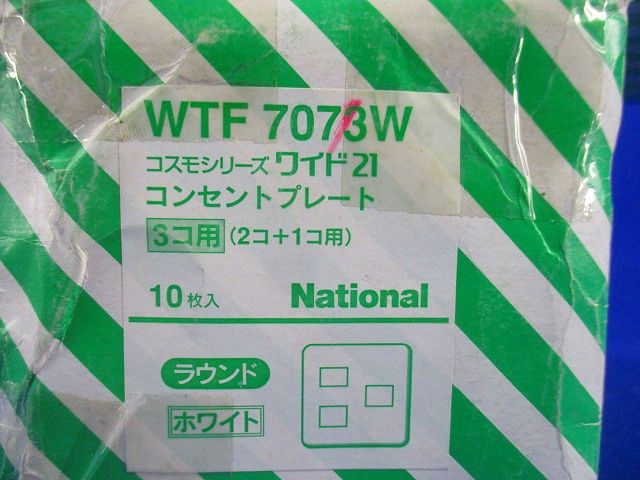 WTF 7073W
コスモシリーズ ワイド21
コンセントプレート
3コ用 (2コ+1コ用)
10枚入 National
ラウンド
ホワイト